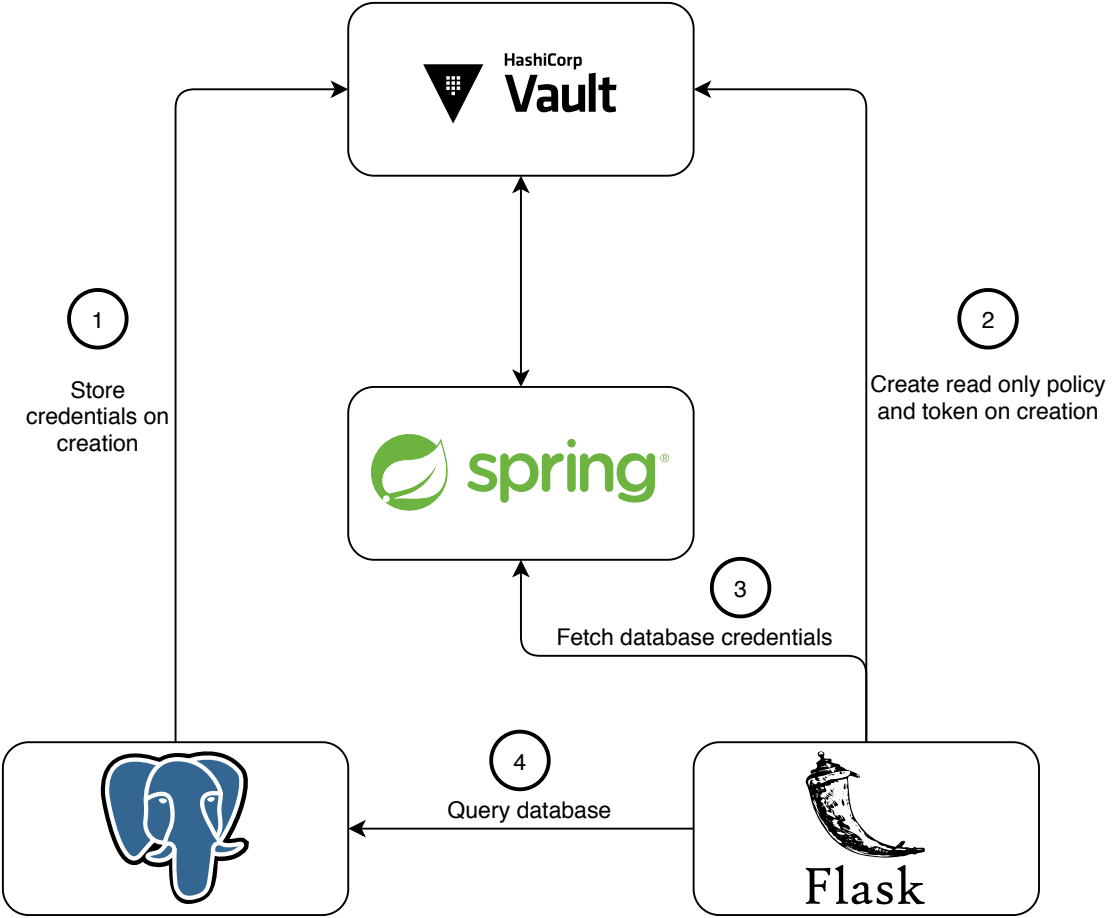 HashiCorp
Vault
1
Store
credentials on
creation
2
Create read only policy
and token on creation
spring®
3
Fetch database credentials
4
Query database
Flask